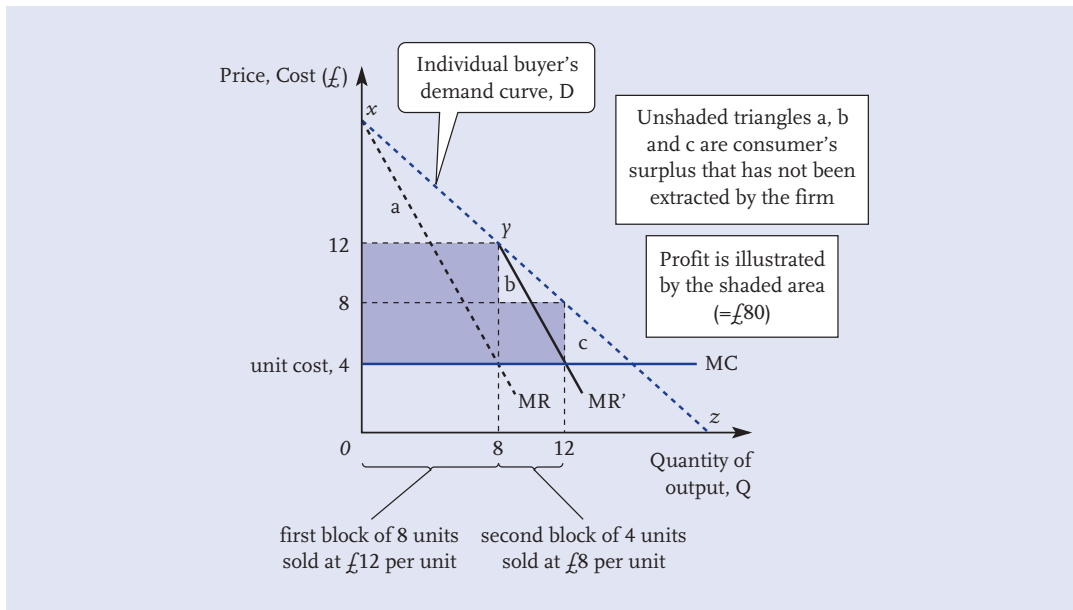 Price, Cost (£)
Individual buyer's
demand curve, D
Unshaded triangles a, b
and c are consumer's
surplus that has not been
extracted by the firm
Profit is illustrated
by the shaded area
(=£80)
x
a
y
12
b
8
c
unit cost, 4
MC
MR
MR'
z
0
8
12
Quantity of
output, Q
first block of 8 units
sold at £12 per unit
second block of 4 units
sold at £8 per unit